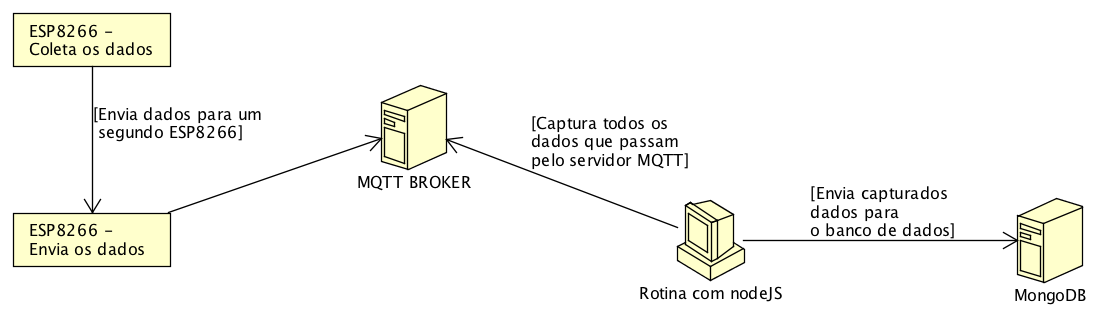 ESP8266 -
Coleta os dados
[Envia dados para um
segundo ESP8266]
ESP8266 -
Envia os dados
MQTT BROKER
[Captura todos os
dados que passam
pelo servidor MQTT]
Rotina com nodeJS
[Envia capturados
dados para
o banco de dados]
MongoDB